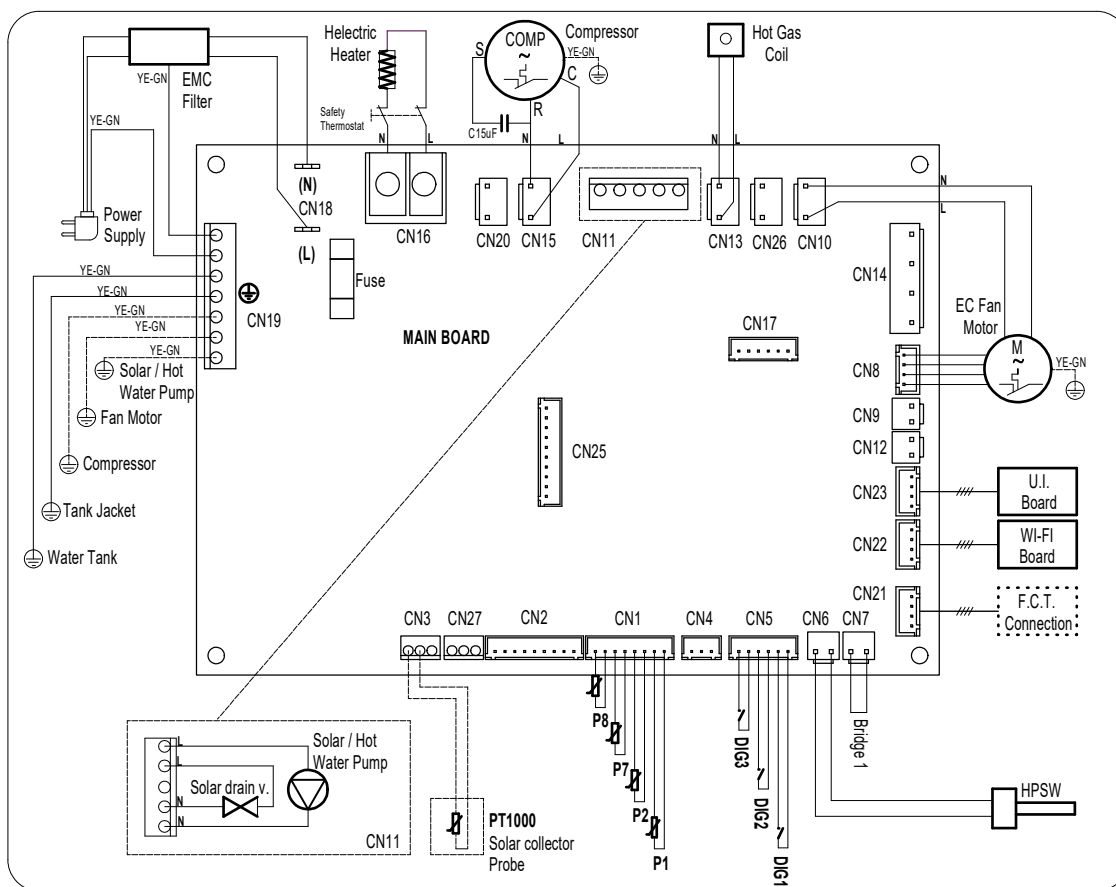 Helectric
Heater
COMP
~
S
C
R
Compressor
YE-GN
Hot Gas
Coil
EMC
Filter
YE-GN
YE-GN
Safety
Thermostat
N
L
C15uF
N
L
N
L
N
L
Power
Supply
(N)
CN18
(L)
CN16
CN20
CN15
CN11
CN13
CN26
CN10
CN14
Fuse
CN19
YE-GN
YE-GN
YE-GN
YE-GN
YE-GN
Solar / Hot
Water Pump
Fan Motor
Compressor
Tank Jacket
Water Tank
MAIN BOARD
CN17
EC Fan
Motor
M
~
YE-GN
CN8
CN9
CN12
CN25
CN23
U.I.
Board
CN22
WI-FI
Board
CN21
F.C.T.
Connection
CN3
CN27
CN2
CN1
CN4
CN5
CN6
CN7
P8
P7
P2
P1
DIG3
DIG2
DIG1
Bridge 1
HPSW
L
Solar / Hot
Water Pump
L
Solar drain v.
N
N
CN11
PT1000
Solar collector
Probe